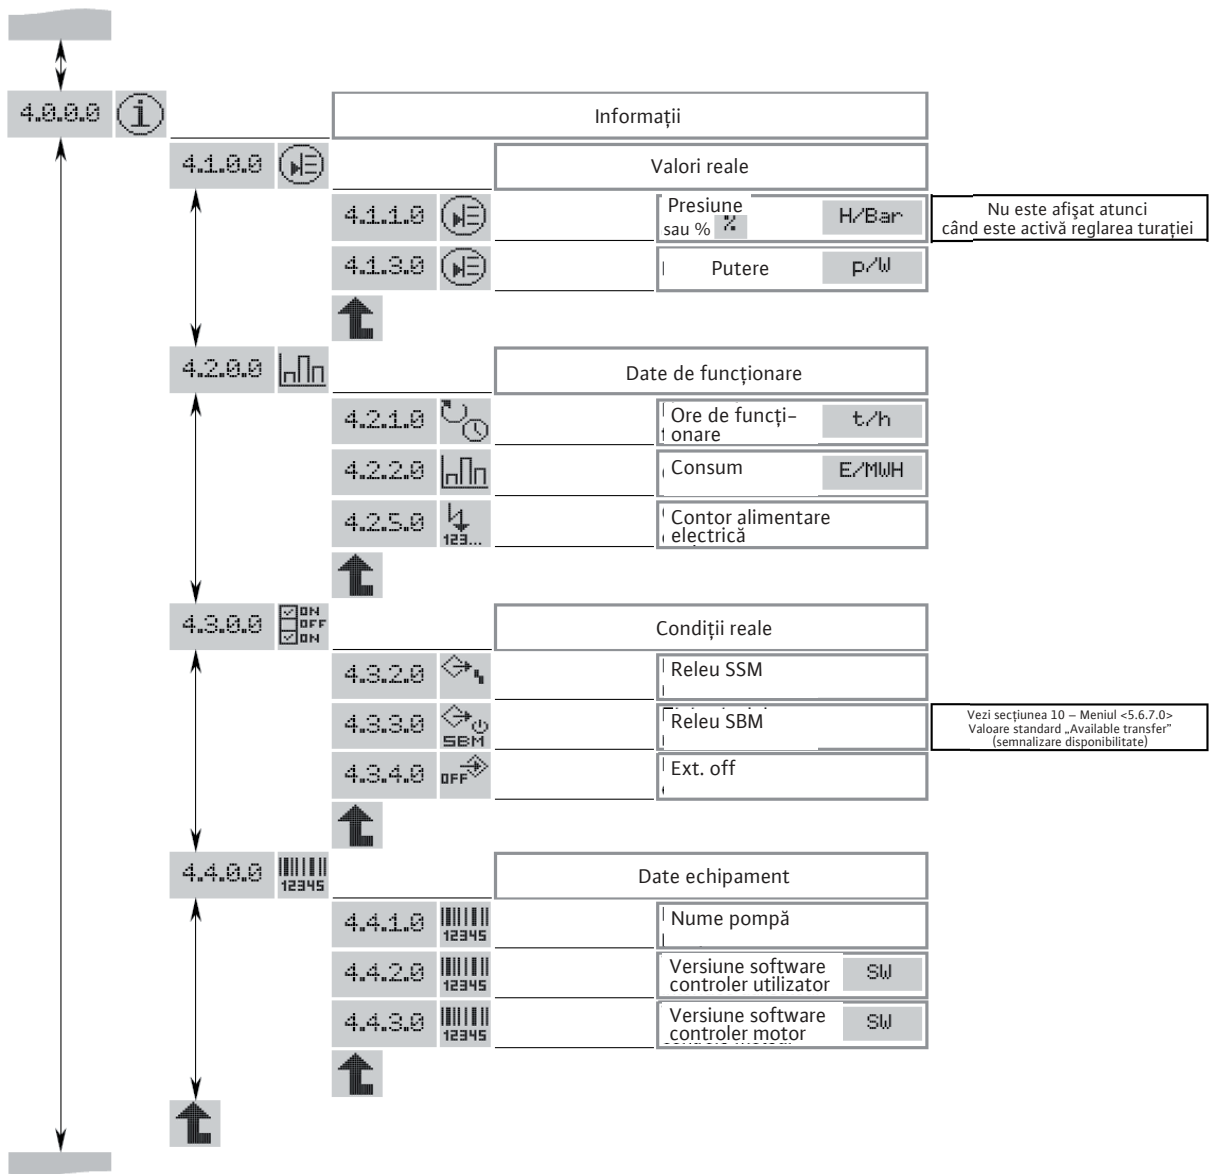 4.0.0.0
Informații
4.1.0.0
Valori reale
4.1.1.0
Presiune
sau % %
H/Bar
Nu este afişat atunci
când este activă reglarea turației
4.1.3.0
Putere
p/W
4.2.0.0
Date de funcționare
4.2.1.0
Ore de funcți-
onare
t/h
4.2.2.0
Consum
E/MWH
4.2.5.0
123...
Contor alimentare
electrică
4.3.0.0
ON
OFF
ON
Condiții reale
4.3.2.0
Releu SSM
4.3.3.0
SBM
Releu SBM
Vezi secțiunea 10 – Meniul <5.6.7.0>
Valoare standard „Available transfer”
(semnalizare disponibilitate)
4.3.4.0
OFF
Ext. off
4.4.0.0
12345
Date echipament
4.4.1.0
12345
Nume pompă
4.4.2.0
12345
Versiune software
controler utilizator
SW
4.4.3.0
12345
Versiune software
controler motor
SW